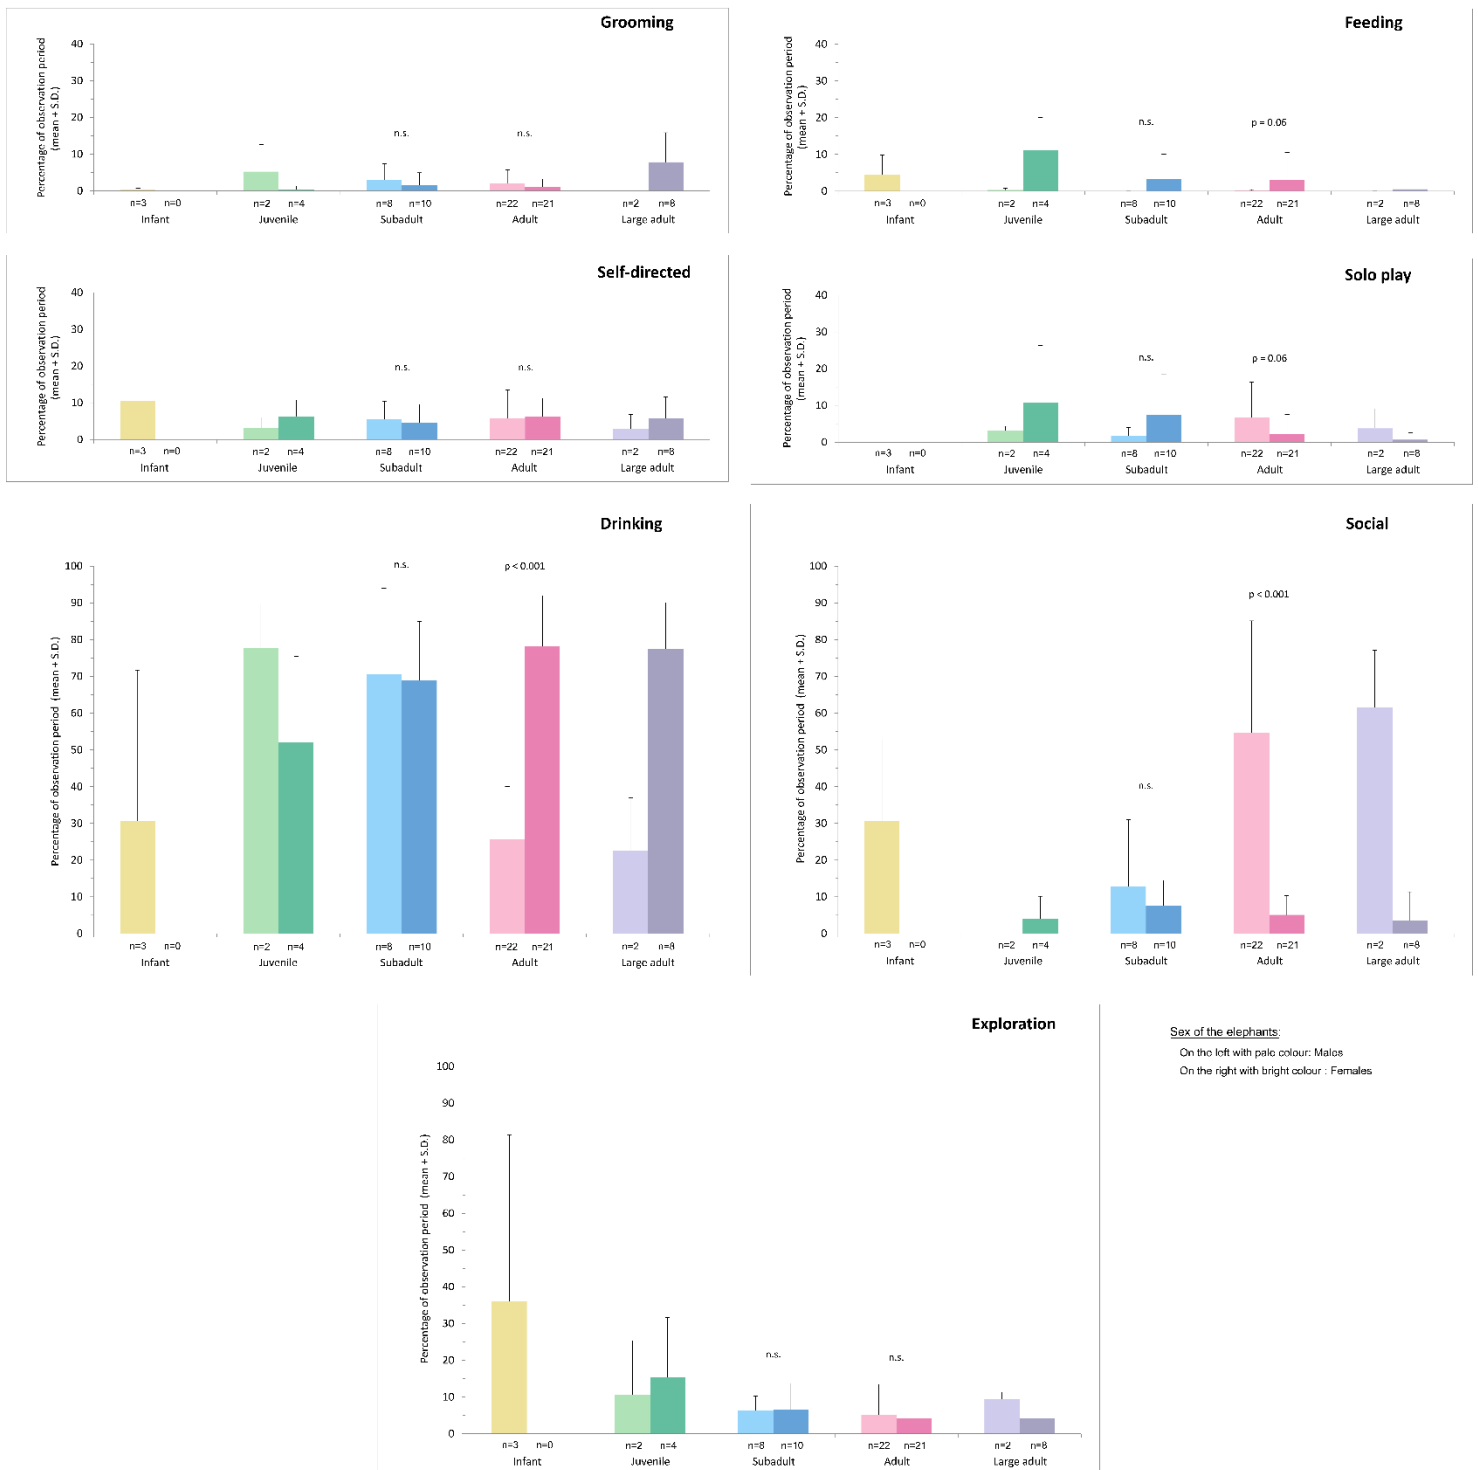 Grooming
Percentage of observation period
(mean + S.D.)
40
30
20
10
0
n.s.
n.s.
n=3 n=0 n=2 n=4 n=8 n=10 n=22 n=21 n=2 n=8
Infant Juvenile Subadult Adult Large adult
Feeding
Percentage of observation period
(mean + S.D.)
40
30
20
10
0
n.s.
p = 0.06
n=3 n=0 n=2 n=4 n=8 n=10 n=22 n=21 n=2 n=8
Infant Juvenile Subadult Adult Large adult
Self-directed
Percentage of observation period
(mean + S.D.)
40
30
20
10
0
n.s.
n.s.
n=3 n=0 n=2 n=4 n=8 n=10 n=22 n=21 n=2 n=8
Infant Juvenile Subadult Adult Large adult
Solo play
Percentage of observation period
(mean + S.D.)
40
30
20
10
0
n.s.
p = 0.06
n=3 n=0 n=2 n=4 n=8 n=10 n=22 n=21 n=2 n=8
Infant Juvenile Subadult Adult Large adult
Drinking
Percentage of observation period (mean + S.D.)
100
90
80
70
60
50
40
30
20
10
0
n.s.
p < 0.001
n=3 n=0 n=2 n=4 n=8 n=10 n=22 n=21 n=2 n=8
Infant Juvenile Subadult Adult Large adult
Social
Percentage of observation period (mean + S.D.)
100
90
80
70
60
50
40
30
20
10
0
n.s.
p < 0.001
n=3 n=0 n=2 n=4 n=8 n=10 n=22 n=21 n=2 n=8
Infant Juvenile Subadult Adult Large adult
Exploration
Percentage of observation period (mean + S.D.)
100
90
80
70
60
50
40
30
20
10
0
n.s.
n.s.
n=3 n=0 n=2 n=4 n=8 n=10 n=22 n=21 n=2 n=8
Infant Juvenile Subadult Adult Large adult
Sex of the elephants:
On the left with pale colour: Males
On the right with bright colour : Females